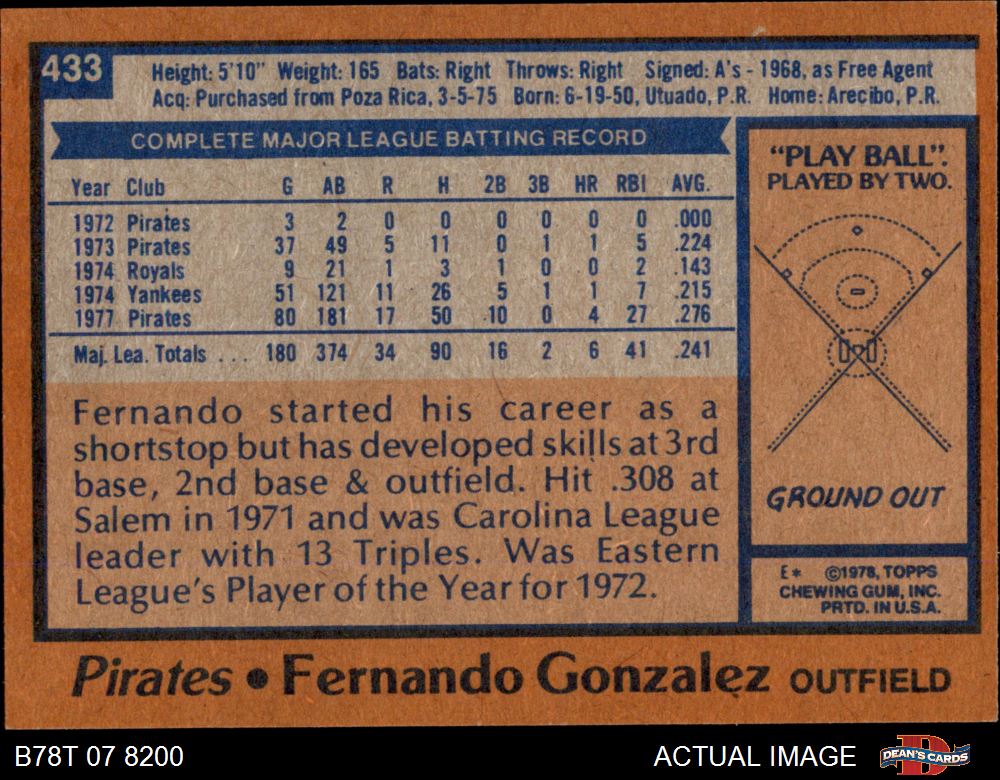 433
Height: 5'10" Weight: 165 Bats: Right Throws: Right Signed: A's - 1968, as Free Agent
Acq: Purchased from Poza Rica, 3-5-75 Born: 6-19-50, Utuado, P.R. Home: Arecibo, P.R.
COMPLETE MAJOR LEAGUE BATTING RECORD
Year Club G AB R H 2B 3B HR RBI AVG.
1972 Pirates 3 2 0 0 0 0 0 0 .000
1973 Pirates 37 49 5 11 0 1 1 5 .224
1974 Royals 9 21 1 3 1 0 0 2 .143
1974 Yankees 51 121 11 26 5 1 1 7 .215
1977 Pirates 80 181 17 50 10 0 4 27 .276
Maj. Lea. Totals ... 180 374 34 90 16 2 6 41 .241
Fernando started his career as a
shortstop but has developed skills at 3rd
base, 2nd base & outfield. Hit .308 at
Salem in 1971 and was Carolina League
leader with 13 Triples. Was Eastern
League's Player of the Year for 1972.
"PLAY BALL".
PLAYED BY TWO.
GROUND OUT
E* ©1978, TOPPS
CHEWING GUM, INC.
PRTD. IN U.S.A.
Pirates • Fernando Gonzalez OUTFIELD
B78T 07 8200 ACTUAL IMAGE
D
DEAN'S CARDS